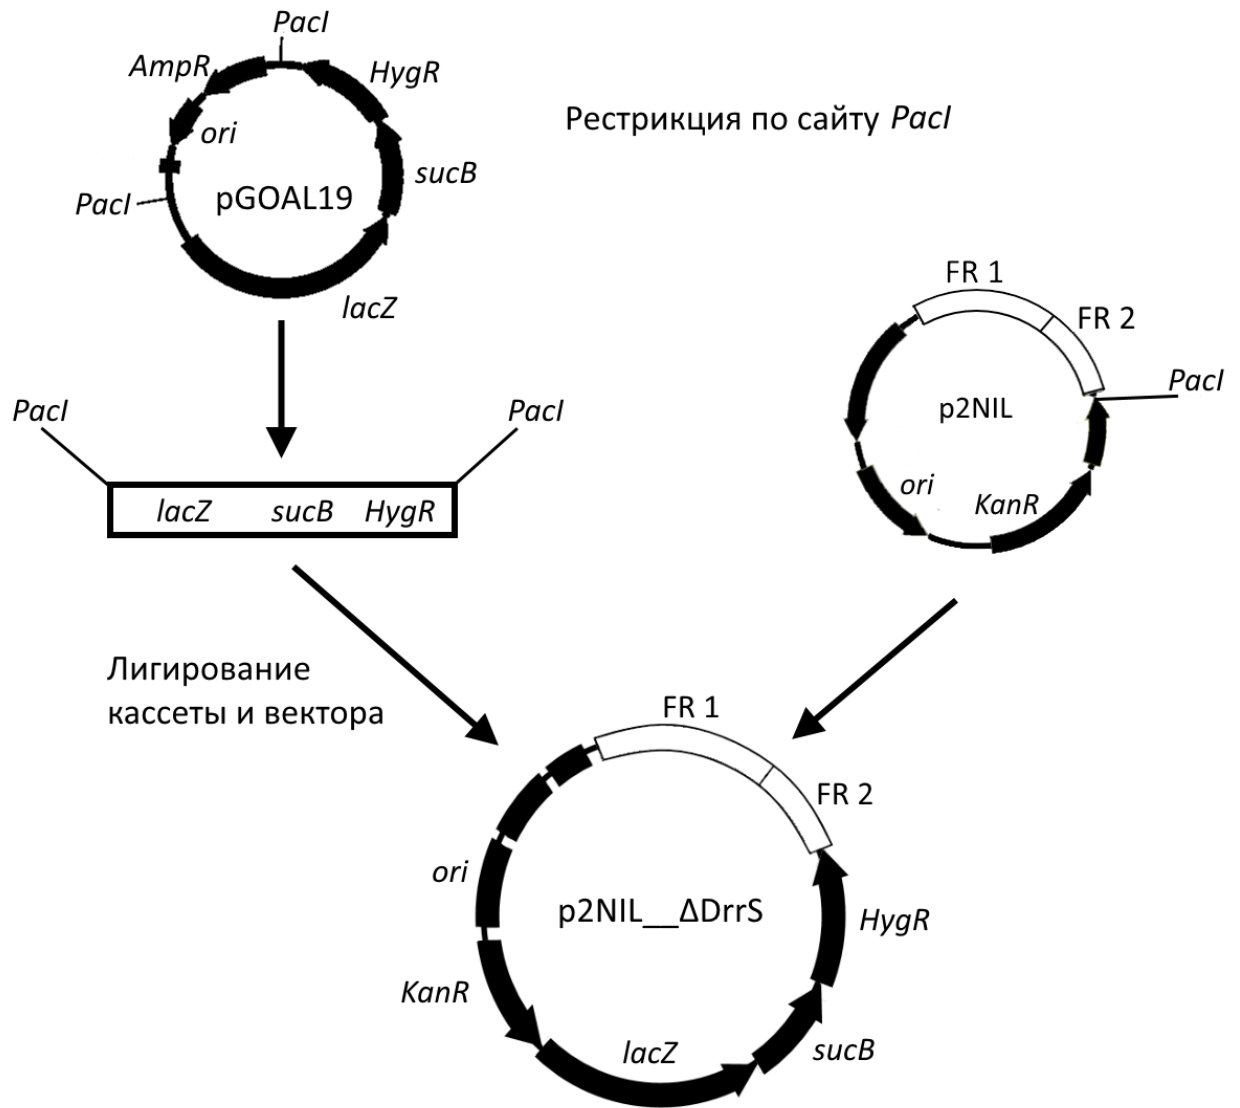 PacI
AmpR
HygR
ori
Рестрикция по сайту PacI
sucB
pGOAL19
PacI
lacZ
FR 1
FR 2
PacI
p2NIL
ori
KanR
PacI
PacI
lacZ sucB HygR
Лигирование
кассеты и вектора
FR 1
FR 2
ori
p2NIL__ΔDrrS
HygR
KanR
lacZ
sucB